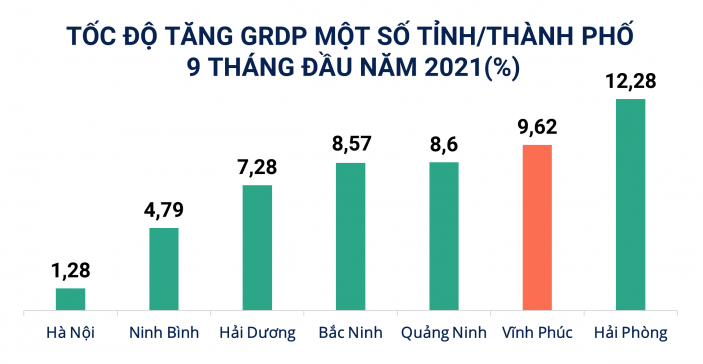 TỐC ĐỘ TĂNG GRDP MỘT SỐ TỈNH/THÀNH PHỐ
9 THÁNG ĐẦU NĂM 2021(%)
1,28
4,79
7,28
8,57
8,6
9,62
12,28
Hà Nội
Ninh Bình
Hải Dương
Bắc Ninh
Quảng Ninh
Vĩnh Phúc
Hải Phòng